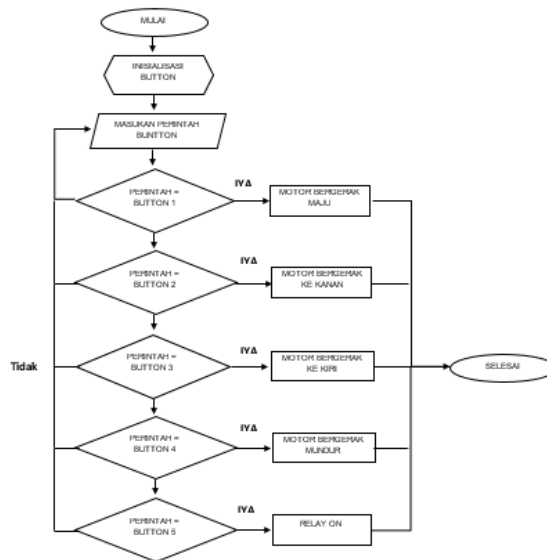 MULAI
INISIALISASI
BUTTON
MASUKAN PERINTAH
BUNTTON
PERINTAH =
BUTTON 1
IYA
MOTOR BERGERAK
MAJU
PERINTAH =
BUTTON 2
IYA
MOTOR BERGERAK
KE KANAN
Tidak
PERINTAH =
BUTTON 3
IYA
MOTOR BERGERAK
KE KIRI
SELESAI
PERINTAH =
BUTTON 4
IYA
MOTOR BERGERAK
MUNDUR
PERINTAH =
BUTTON 5
IYA
RELAY ON